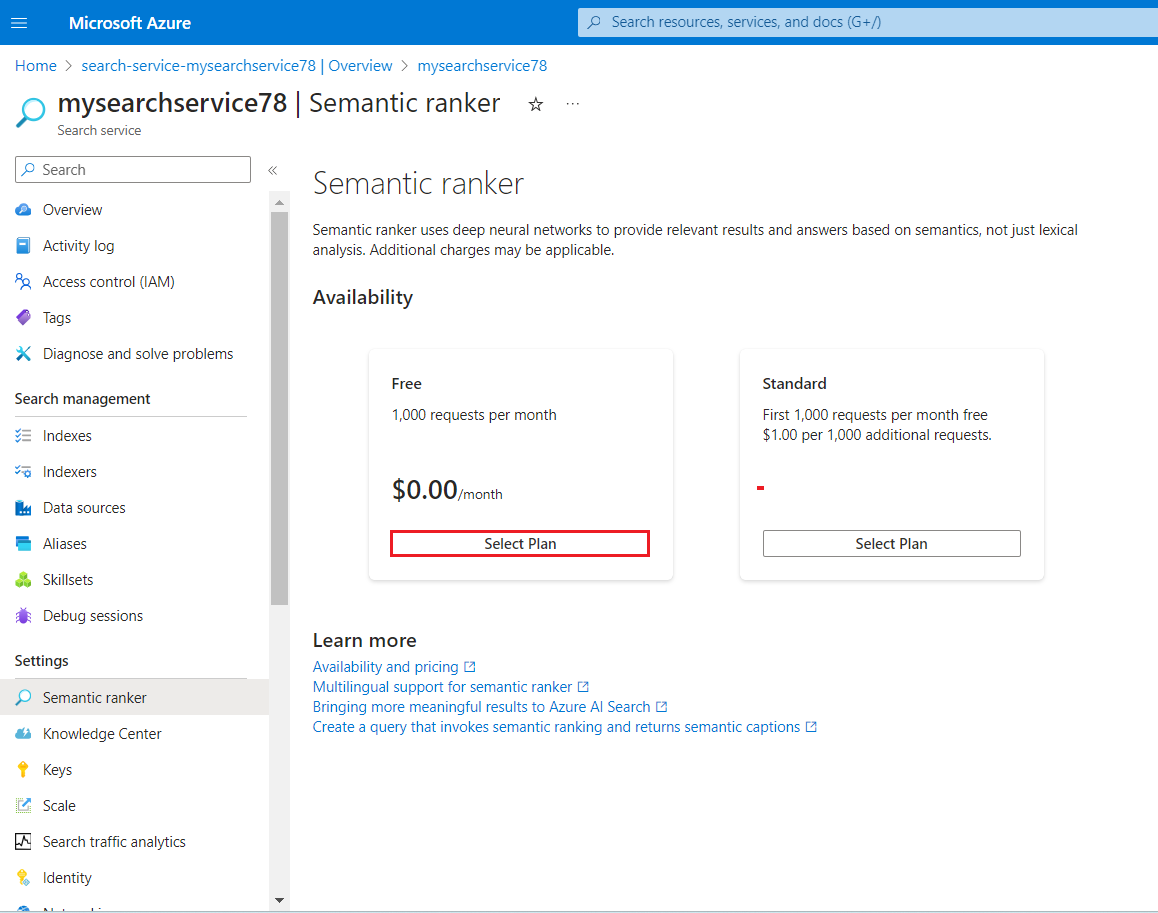 Microsoft Azure
Search resources, services, and docs (G+/)
Home > search-service-mysearchservice78 | Overview > mysearchservice78
mysearchservice78 | Semantic ranker ☆ ...
Search service
Search
«
Overview
Activity log
Access control (IAM)
Tags
Diagnose and solve problems
Search management
Indexes
Indexers
Data sources
Aliases
Skillsets
Debug sessions
Settings
Semantic ranker
Knowledge Center
Keys
Scale
Search traffic analytics
Identity
Semantic ranker
Semantic ranker uses deep neural networks to provide relevant results and answers based on semantics, not just lexical
analysis. Additional charges may be applicable.
Availability
Free
1,000 requests per month
$0.00/month
Select Plan
Standard
First 1,000 requests per month free
$1.00 per 1,000 additional requests.
Select Plan
Learn more
Availability and pricing
Multilingual support for semantic ranker
Bringing more meaningful results to Azure AI Search
Create a query that invokes semantic ranking and returns semantic captions